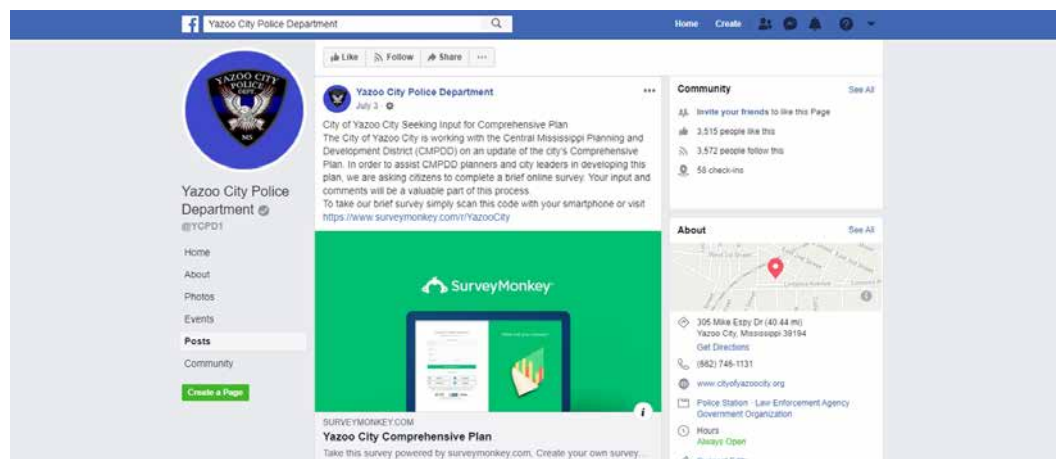 Yazoo City Police Department
Home Create
YAZOO CITY
POLICE
DEPT.
MS
Yazoo City Police
Department
@YCPD1
Home
About
Photos
Events
Posts
Community
Create a Page
Like Follow Share
Yazoo City Police Department
July 3
City of Yazoo City Seeking Input for Comprehensive Plan
The City of Yazoo City is working with the Central Mississippi Planning and
Development District (CMPDD) on an update of the city's Comprehensive
Plan. In order to assist CMPDD planners and city leaders in developing this
plan, we are asking citizens to complete a brief online survey. Your input and
comments will be a valuable part of this process
To take our brief survey simply scan this code with your smartphone or visit
https://www.surveymonkey.com/r/YazooCity
SurveyMonkey
SURVEYMONKEY.COM
Yazoo City Comprehensive Plan
Take this survey powered by surveymonkey.com. Create your own survey...
Community See All
Invite your friends to like this Page
3,515 people like this
3,572 people follow this
58 check-ins
About See All
305 Mike Espy Dr (40.44 mi)
Yazoo City, Mississippi 39194
Get Directions
(662) 746-1131
www.cityofyazoocity.org
Police Station · Law Enforcement Agency
Government Organization
Hours
Always Open